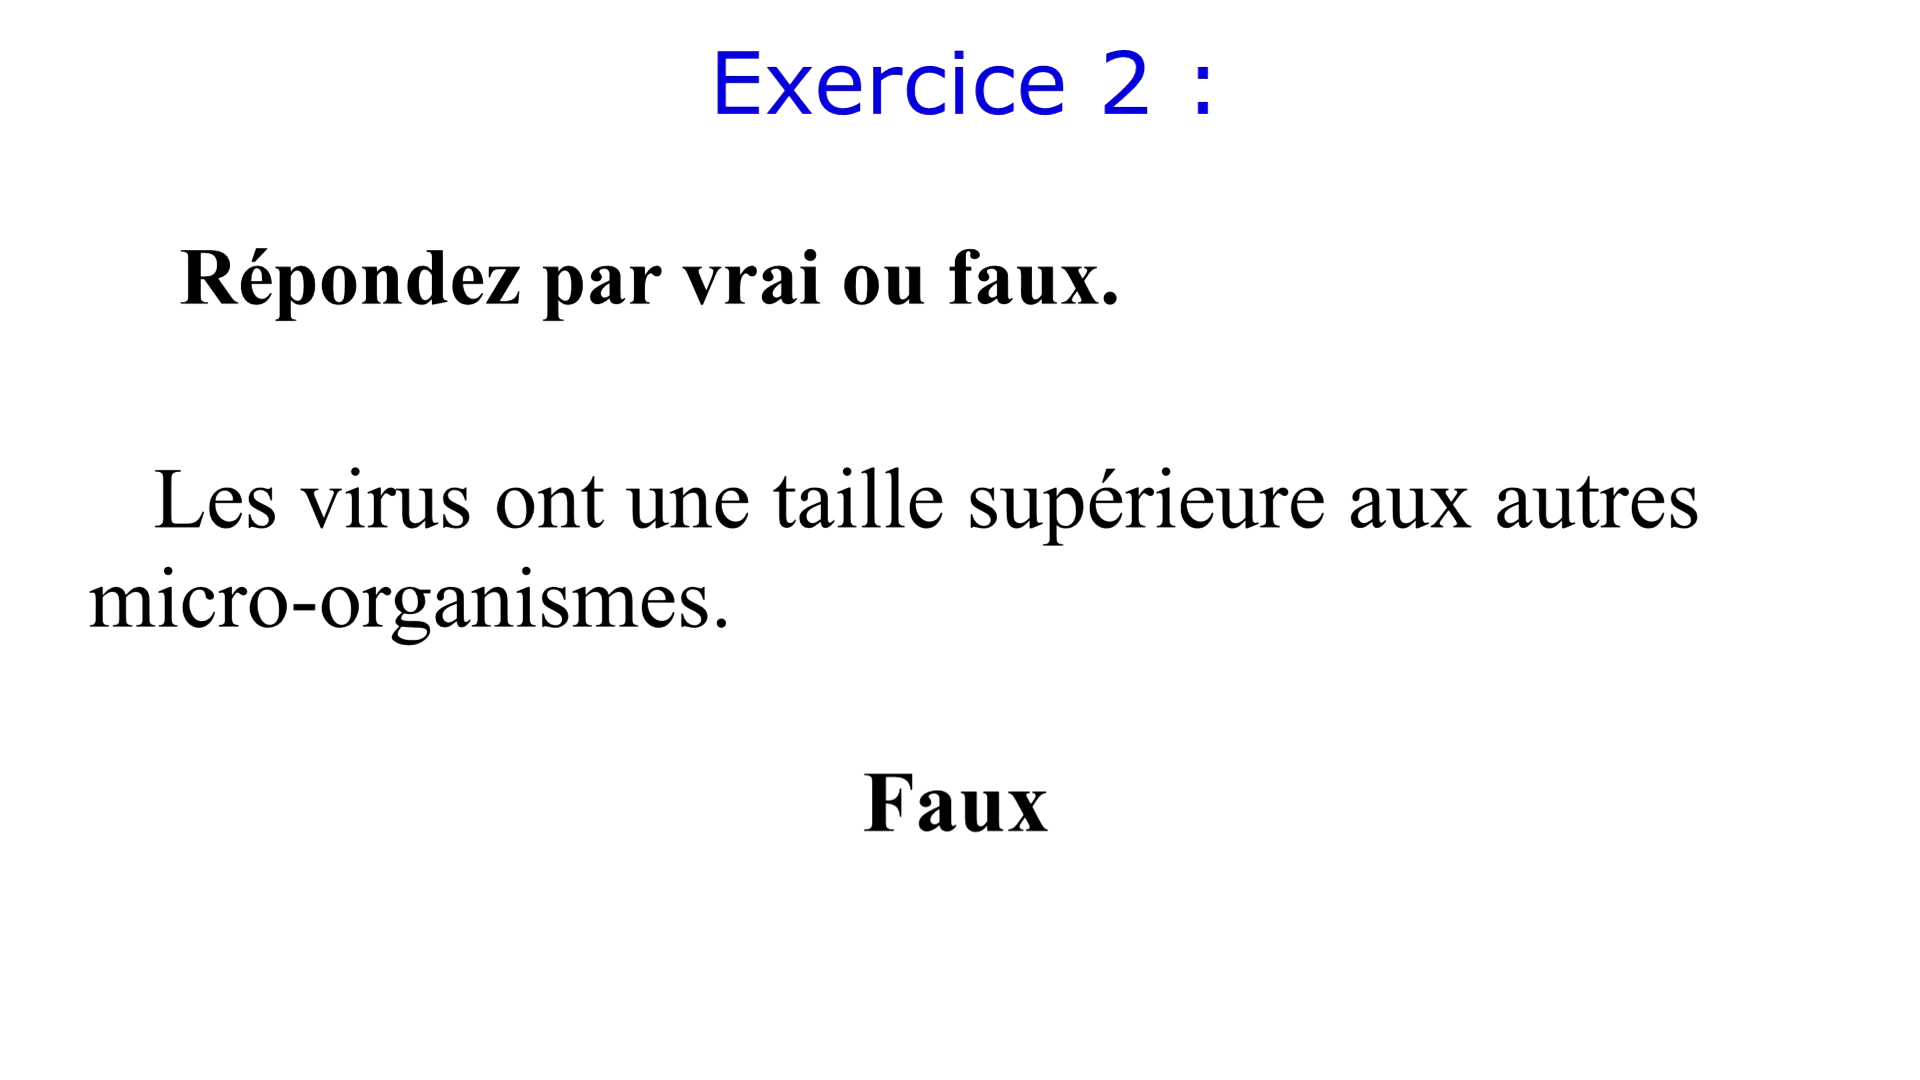 Exercice 2 :
Répondez par vrai ou faux.
Les virus ont une taille supérieure aux autres
micro-organismes.
Faux